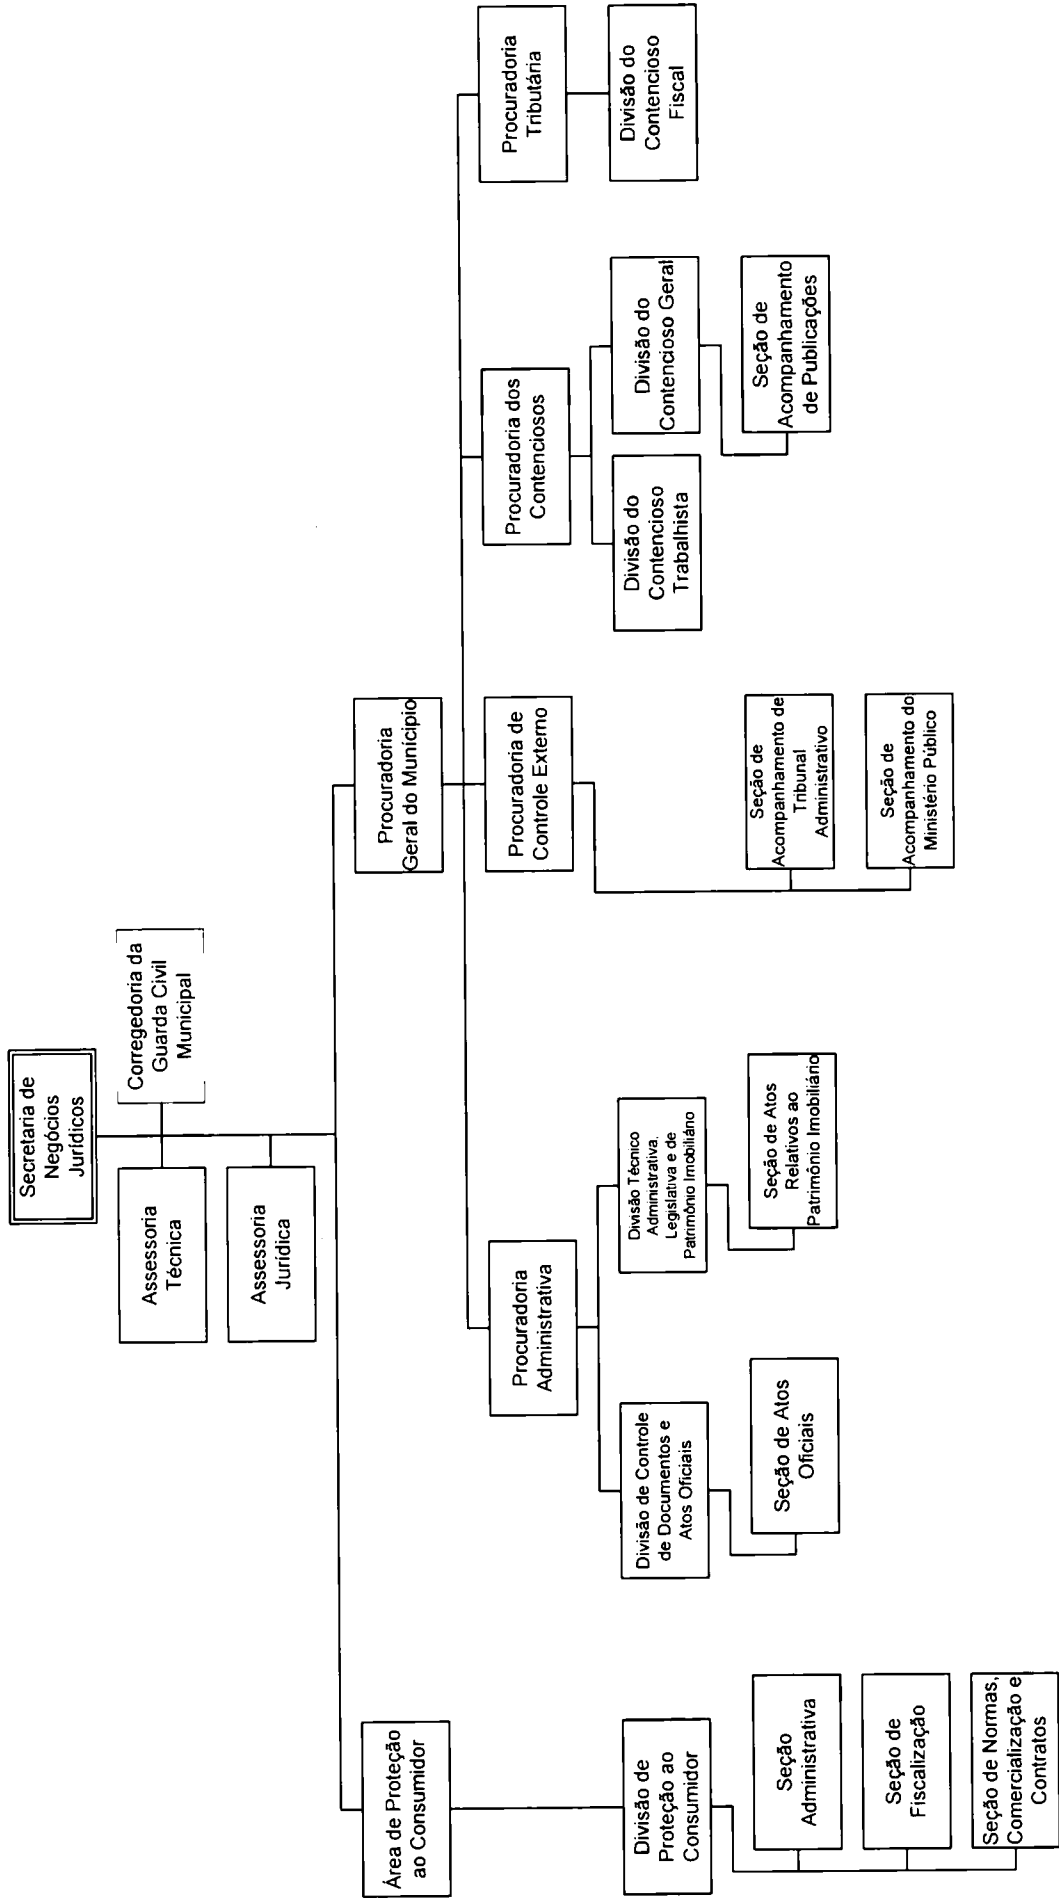 Secretaria de
Negócios
Jurídicos
Corregedoria da
Guarda Civil
Municipal
Assessoria
Técnica
Assessoria
Jurídica
Área de Proteção
ao Consumidor
Procuradoria
Geral do Munícipio
Procuradoria
Administrativa
Procuradoria de
Controle Externo
Procuradoria dos
Contenciosos
Procuradoria
Tributária
Divisão de
Proteção ao
Consumidor
Divisão de Controle
de Documentos e
Atos Oficiais
Divisão Técnico
Administrativa.
Legislativa e de
Patrimônio Imobiliário
Divisão do
Contencioso
Trabalhista
Divisão do
Contencioso Geral
Divisão do
Contencioso
Fiscal
Seção
Administrativa
Seção de Atos
Oficiais
Seção de Atos
Relativos ao
Patrimônio Imobiliário
Seção de
Acompanhamento de
Tribunal
Administrativo
Seção de
Acompanhamento
de Publicações
Seção de
Fiscalização
Seção de
Acompanhamento do
Ministério Público
Seção de Normas,
Comercialização e
Contratos